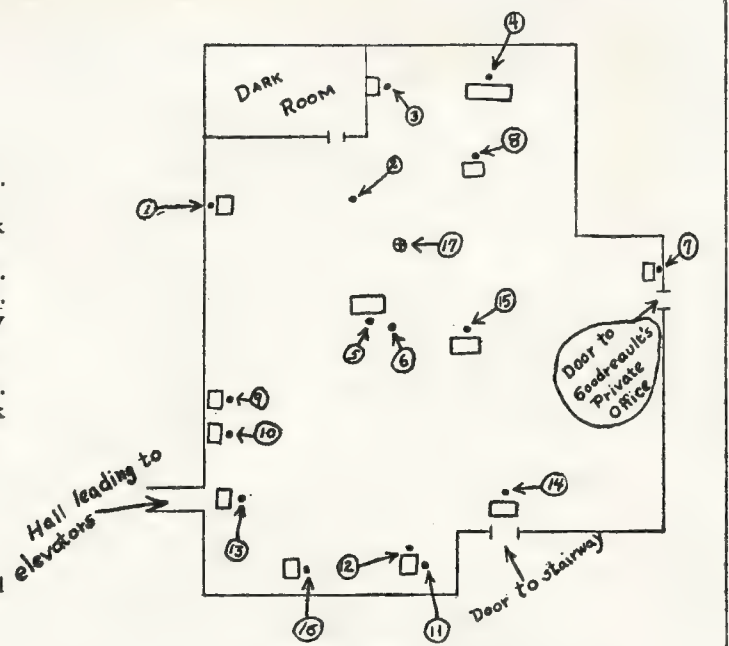 4
DARK
ROOM
3
8
1
2
17
7
15
Door to
Goodreault's
Private
Office
5
6
9
10
Hall leading to
elevators
14
13
12
Door to stairway
16
11